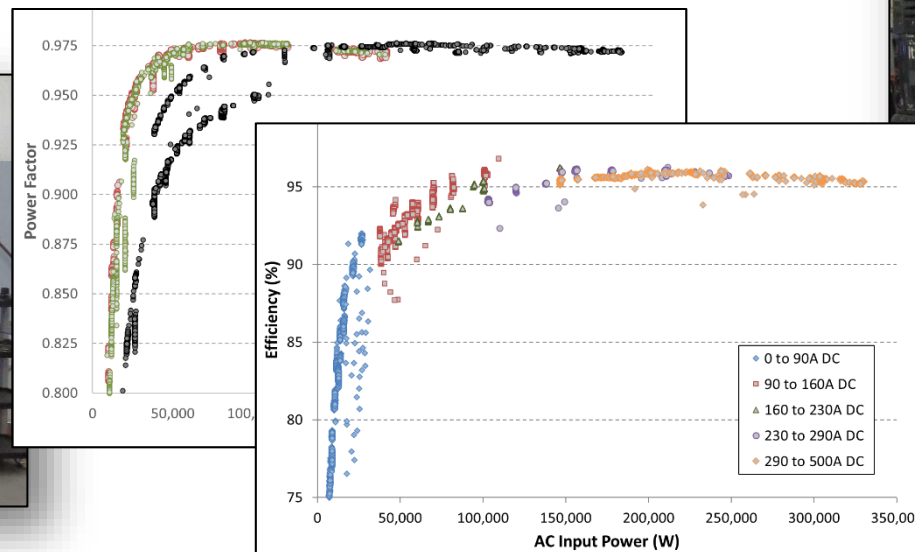 0.975
0.950
0.925
0.900
0.875
0.850
0.825
0.800
Power Factor
0
50,000
95
90
85
80
75
Efficiency (%)
0 to 90A DC
90 to 160A DC
160 to 230A DC
230 to 290A DC
290 to 500A DC
0 50,000 100,000 150,000 200,000 250,000 300,000 350,000
AC Input Power (W)